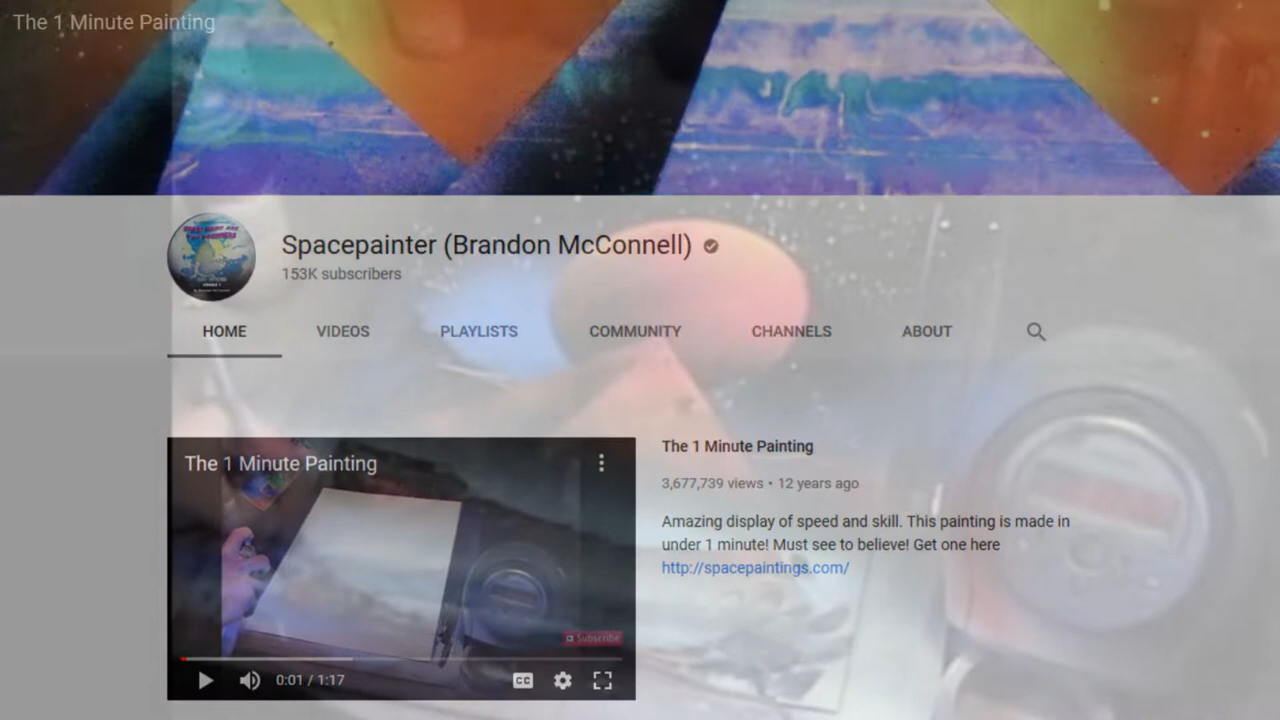 The 1 Minute Painting
Spacepainter (Brandon McConnell)
153K subscribers
HOME VIDEOS PLAYLISTS COMMUNITY CHANNELS ABOUT
The 1 Minute Painting
Subscribe
0:01 / 1:17
CC
The 1 Minute Painting
3,677,739 views • 12 years ago
Amazing display of speed and skill. This painting is made in
under 1 minute! Must see to believe! Get one here
http://spacepaintings.com/